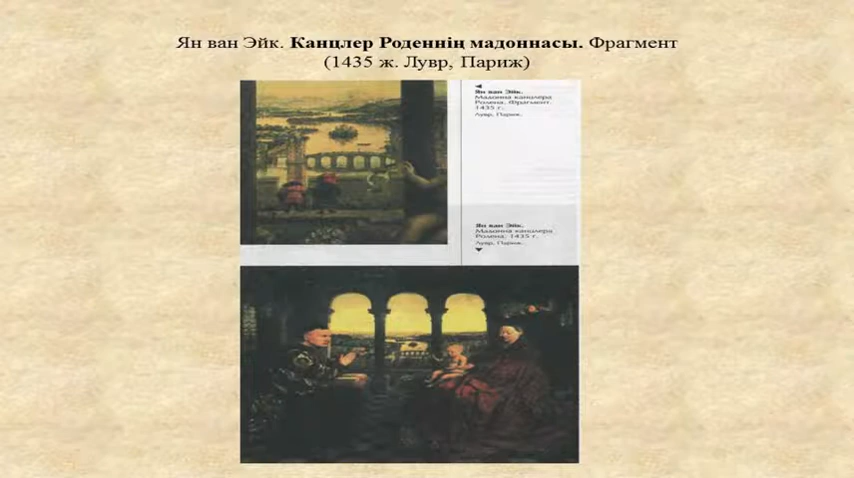 Ян ван Эйк. Канцлер Роденнің мадоннасы. Фрагмент
(1435 ж. Лувр, Париж)
Ян ван Эйк.
Мадонна канцлера
Ролена. Фрагмент.
1435 г.
Лувр, Париж.
Ян ван Эйк.
Мадонна канцлера
Ролена. 1435 г.
Лувр, Париж.